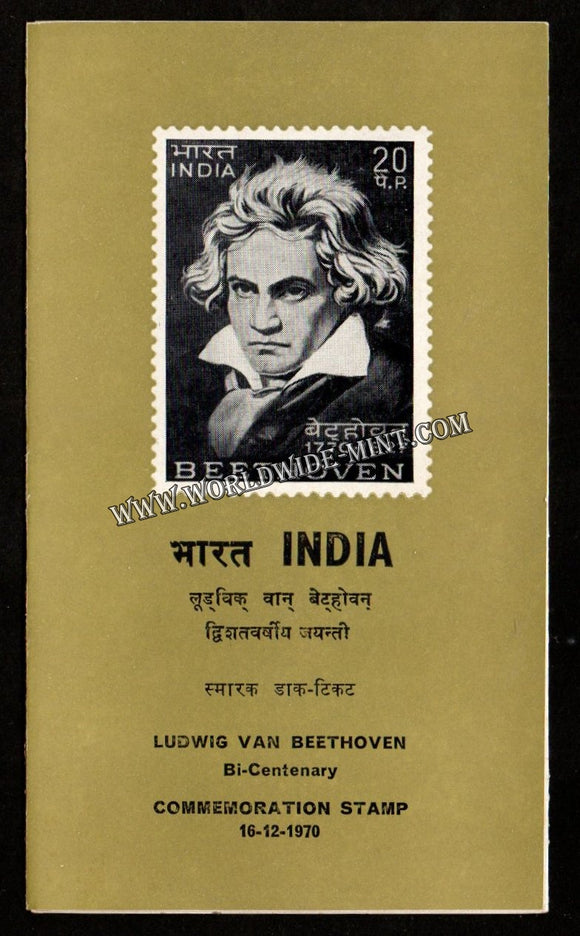 भारत
INDIA
20
पै.P.
बेट्होवन
BEETHOVEN
WWW.WORLDWIDE-MINT.COM
भारत INDIA
लूड्विक् वान् बेट्होवन्
द्विशतवर्षीय जयन्ती
स्मारक डाक-टिकट
LUDWIG VAN BEETHOVEN
Bi-Centenary
COMMEMORATION STAMP
16-12-1970